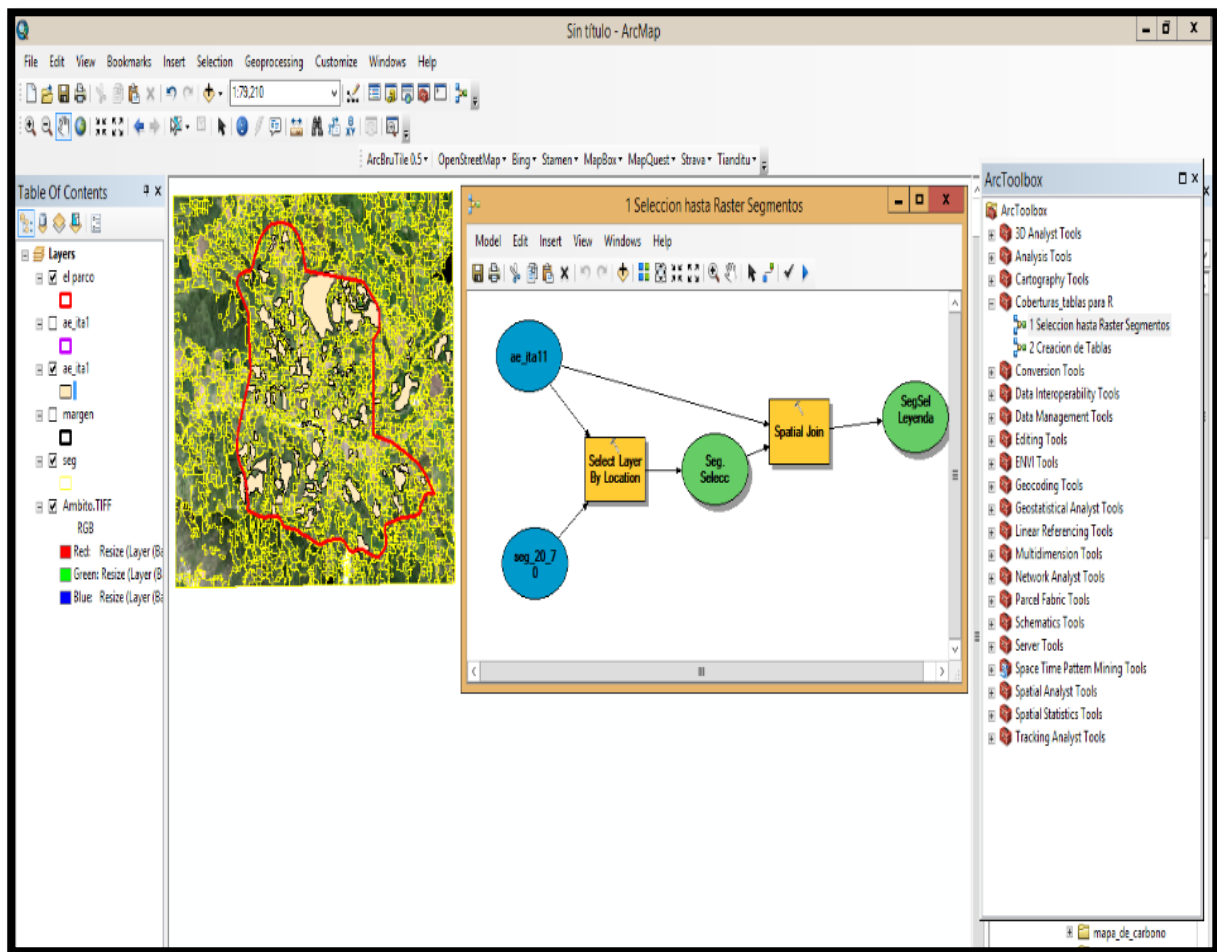 Sin título - ArcMap
File Edit View Bookmarks Insert Selection Geoprocessing Customize Windows Help
1:79,210
ArcBruTile 0.5 OpenStreetMap Bing Stamen MapBox MapQuest Strava Tianditu
Table Of Contents
Layers
el parco
ae_ita1
ae_ita1
margen
seg
Ambito.TIFF
RGB
Red: Resize (Layer (Ba
Green: Resize (Layer (B
Blue: Resize (Layer (Ba
1 Seleccion hasta Raster Segmentos
Model Edit Insert View Windows Help
ae_ita11
Select Layer
By Location
seg_20_7
0
Seg.
Selecc
Spatial Join
SegSel
Leyenda
ArcToolbox
ArcToolbox
3D Analyst Tools
Analysis Tools
Cartography Tools
Coberturas_tablas para R
1 Seleccion hasta Raster Segmentos
2 Creacion de Tablas
Conversion Tools
Data Interoperability Tools
Data Management Tools
Editing Tools
ENVI Tools
Geocoding Tools
Geostatistical Analyst Tools
Linear Referencing Tools
Multidimension Tools
Network Analyst Tools
Parcel Fabric Tools
Schematics Tools
Server Tools
Space Time Pattern Mining Tools
Spatial Analyst Tools
Spatial Statistics Tools
Tracking Analyst Tools
mapa_de_carbono